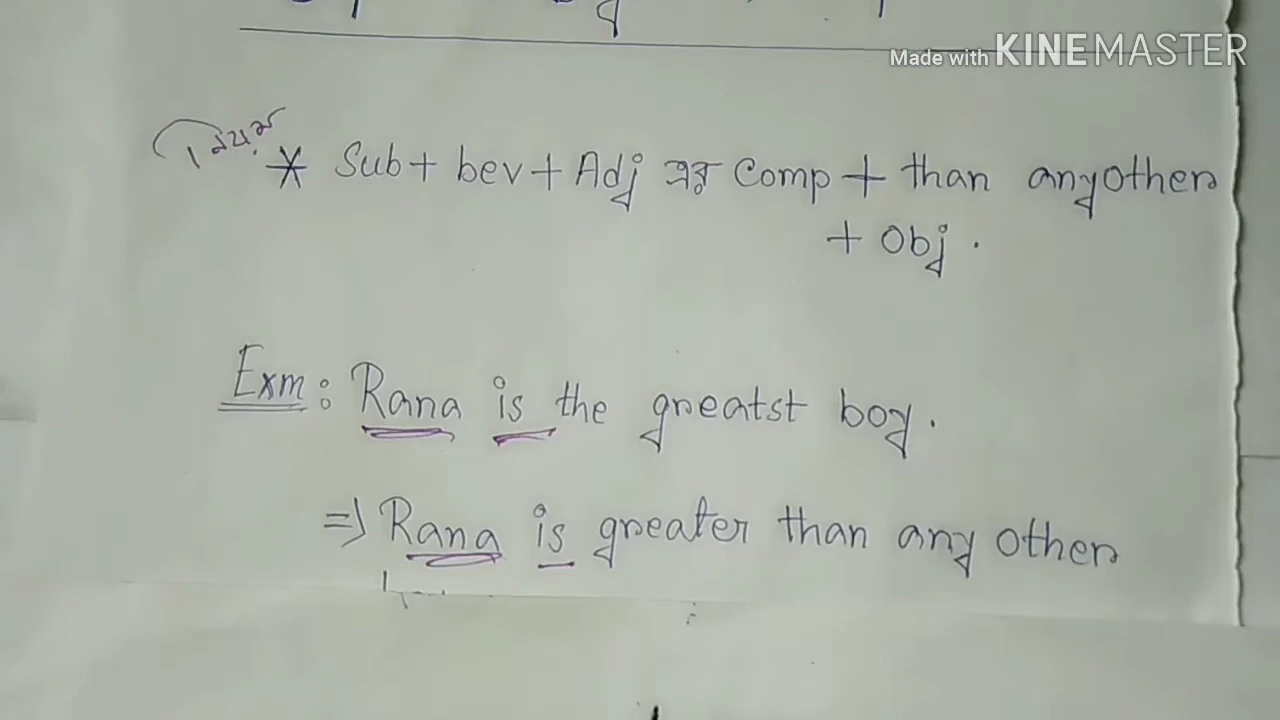 Made with KINEMASTER
নিয়ম * Sub + bev + Adj এর Comp + than anyother
+ Obj .
Exm : Rana is the greatst boy.
=> Rana is greater than any other